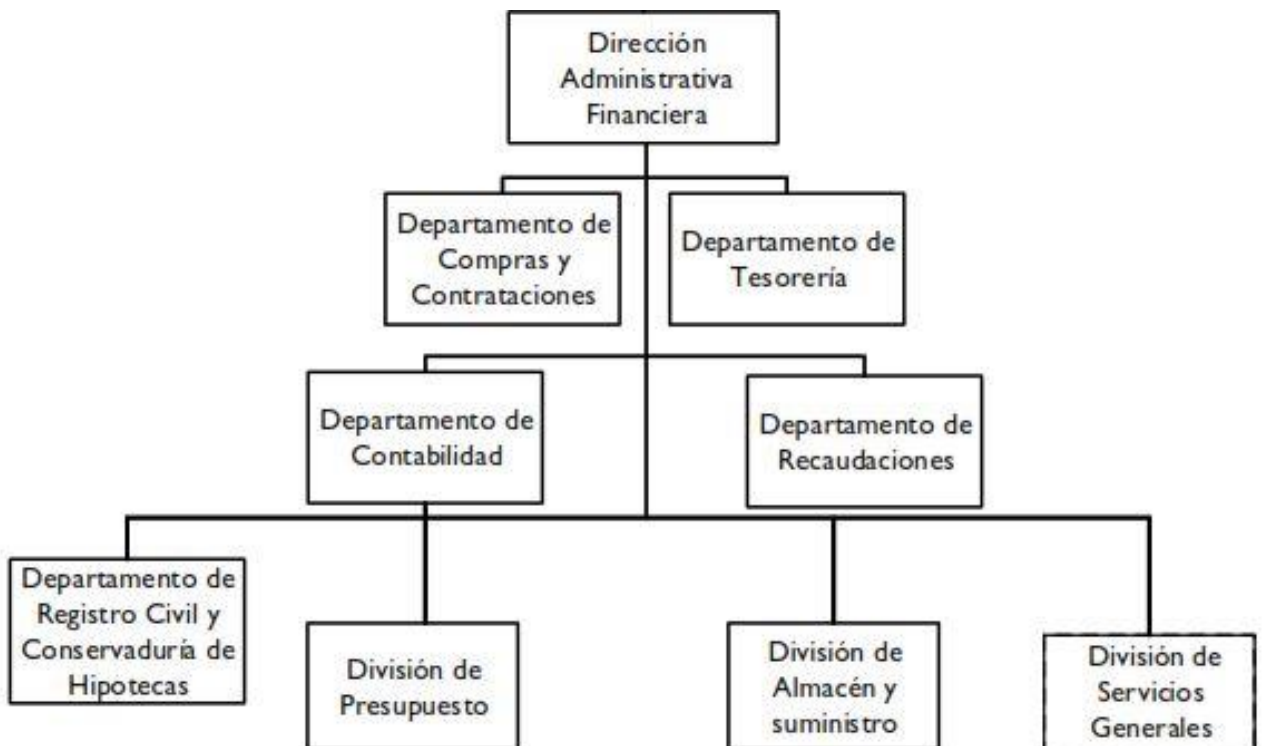 Dirección
Administrativa
Financiera
Departamento de
Compras y
Contrataciones
Departamento de
Tesorería
Departamento de
Contabilidad
Departamento de
Recaudaciones
Departamento de
Registro Civil y
Conservaduría de
Hipotecas
División de
Presupuesto
División de
Almacén y
suministro
División de
Servicios
Generales